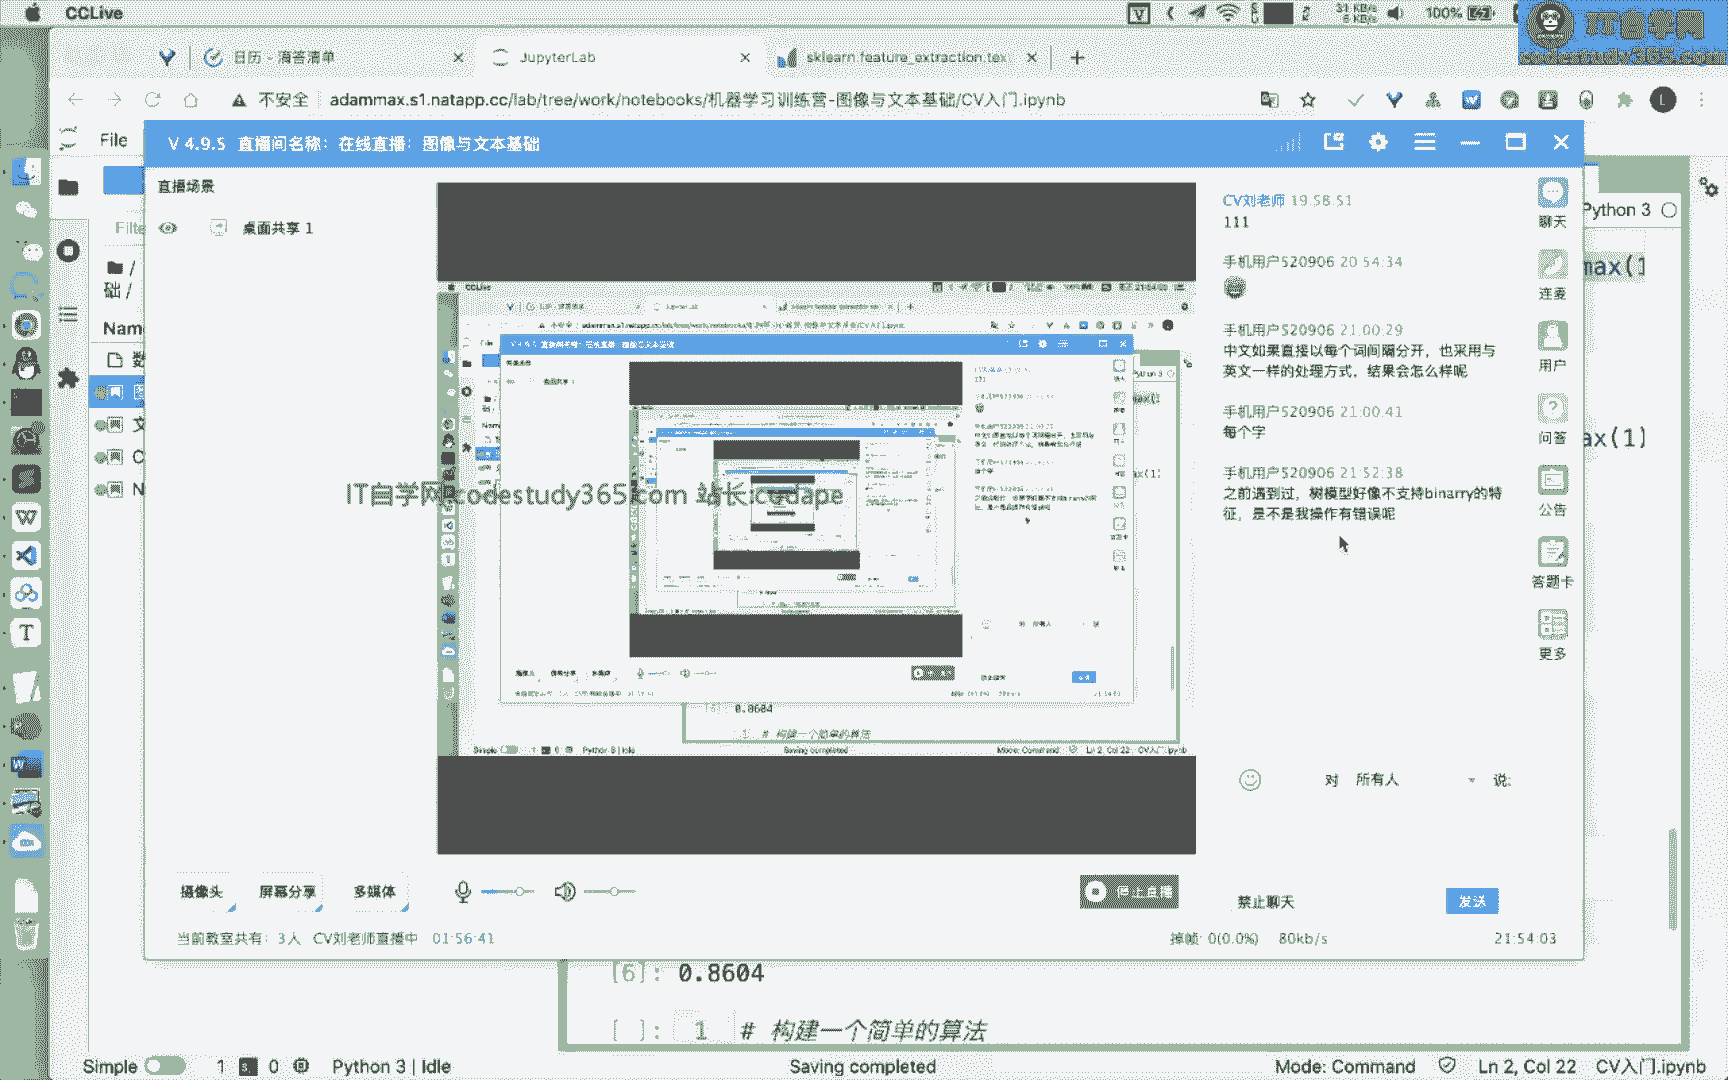 CCLive
31 KB/s
6 KB/s
100%
IT自学网
codestudy365.com
日历 - 滴答清单
JupyterLab
sklearn.feature_extraction.tex
不安全
adammax.s1.natapp.cc/lab/tree/work/notebooks/机器学习训练营-图像与文本基础/CV入门.ipynb
L
File
V 4.9.5 直播间名称：在线直播：图像与文本基础
直播场景
桌面共享 1
Filte
/
础 /
Nam
数
文
C
N
CV刘老师 19:58:51
111
手机用户520906 20:54:34
手机用户520906 21:00:29
中文如果直接以每个词间隔分开，也采用与
英文一样的处理方式，结果会怎么样呢
手机用户520906 21:00:41
每个字
手机用户520906 21:52:38
之前遇到过，树模型好像不支持binarry的特
征，是不是我操作有错误呢
聊天
连麦
用户
问答
公告
答题卡
更多
Python 3
max(1
ax(1)
IT自学网:codestudy365.com 站长:codape
对 所有人 说:
摄像头
屏幕分享
多媒体
停止直播
禁止聊天
发送
当前教室共有：3人 CV刘老师直播中 01:56:41
掉帧: 0(0.0%) 80kb/s
21:54:03
[6]: 0.8604
[ ]: 1 # 构建一个简单的算法
Simple
1
0
Python 3 | Idle
Saving completed
Mode: Command
Ln 2, Col 22
CV入门.ipynb